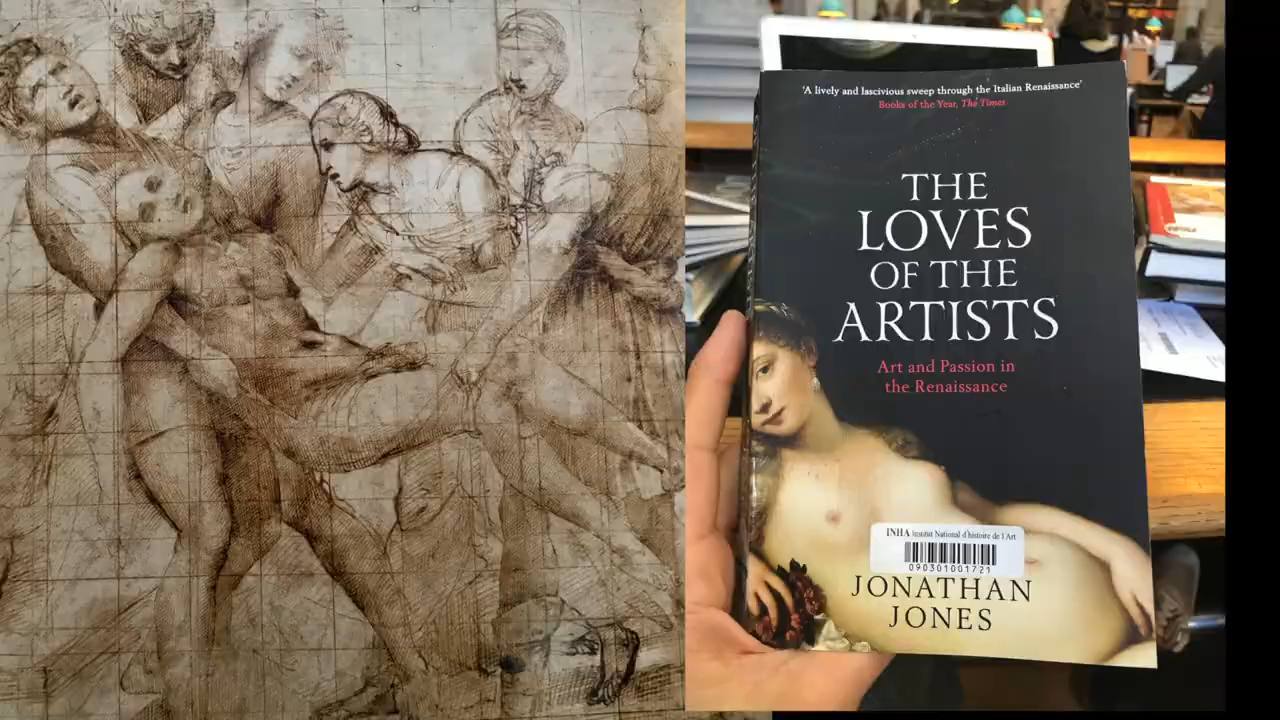 'A lively and lascivious sweep through the Italian Renaissance'
Books of the Year, The Times
THE
LOVES
OF THE
ARTISTS
Art and Passion in
the Renaissance
INHA Institut National d'histoire de l'Art
090301001721
JONATHAN
JONES